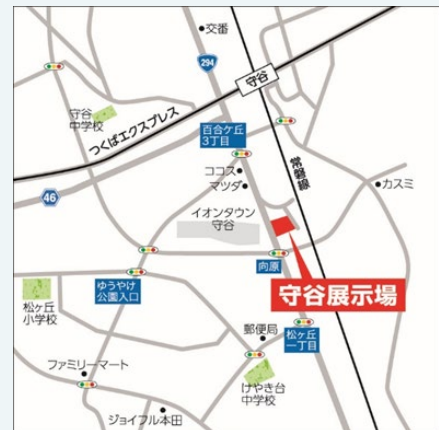 交番
294
守谷
守谷
中学校
つくばエクスプレス
百合ケ丘
3丁目
常磐線
46
ココス
マツダ
カスミ
イオンタウン
守谷
向原
ゆうやけ
公園入口
守谷展示場
松ヶ丘
小学校
郵便局
松ヶ丘
一丁目
ファミリーマート
けやき台
中学校
ジョイフル本田